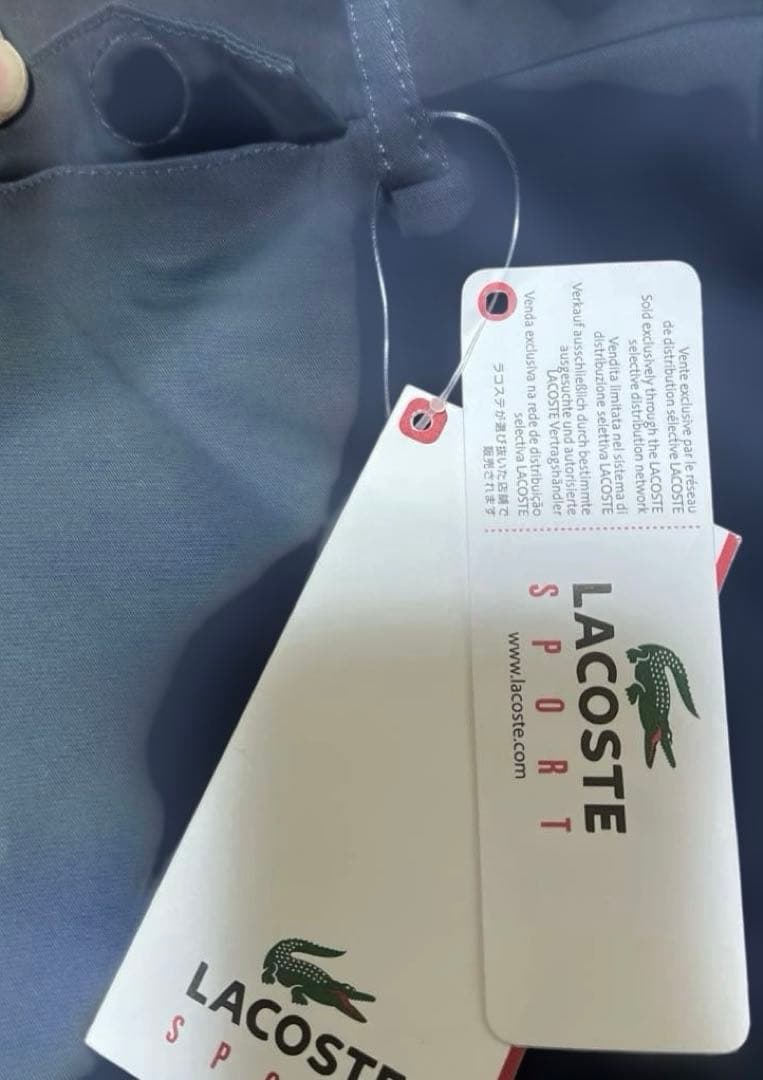 Vente exclusive par le réseau
de distribution sélective LACOSTE
Sold exclusively through the LACOSTE
selective distribution network
Vendita limitata nel sistema di
distribuzione selettiva LACOSTE
Verkauf ausschließlich durch bestimmte
ausgesuchte und autorisierte
LACOSTE Vertragshändler
Venda exclusiva na rede de distribuição
selectiva LACOSTE
ラコステが選び抜いた店舗で
販売されます
LACOSTE
SPORT
www.lacoste.com
LACOSTE
SPO